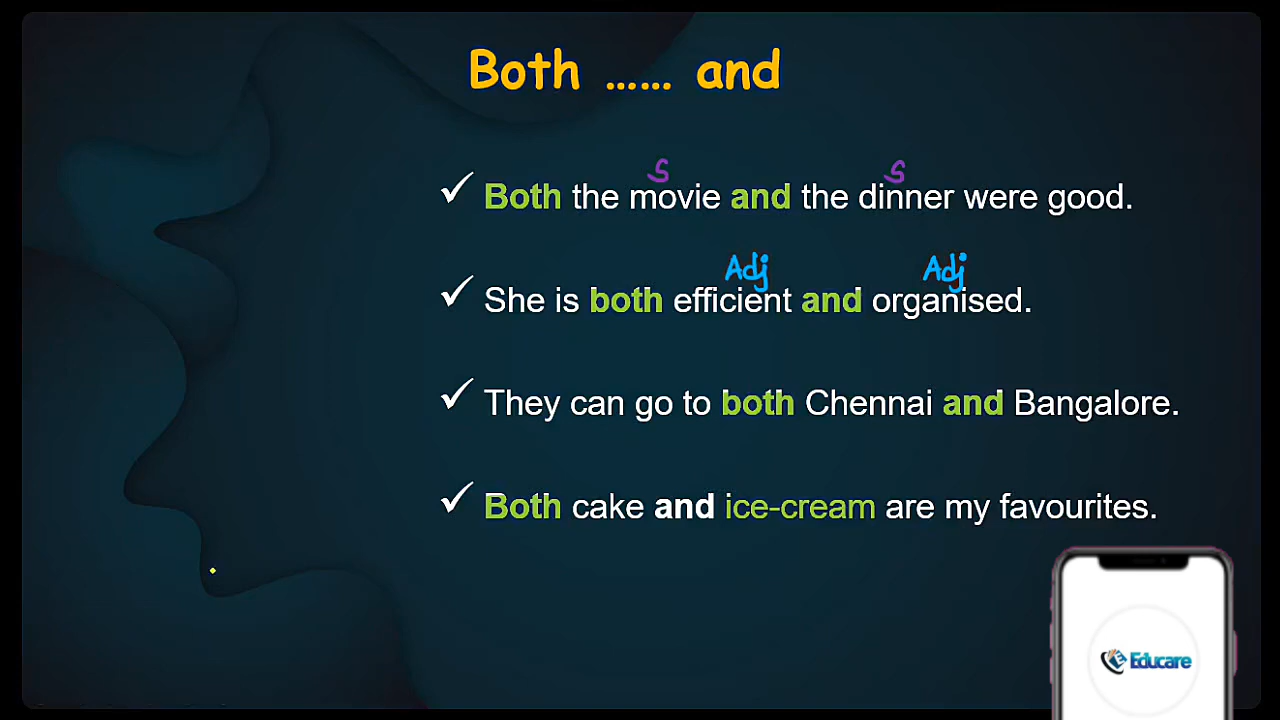 Both ...... and
S S
✓ Both the movie and the dinner were good.
Adj Adj
✓ She is both efficient and organised.
✓ They can go to both Chennai and Bangalore.
✓ Both cake and ice-cream are my favourites.
Educare